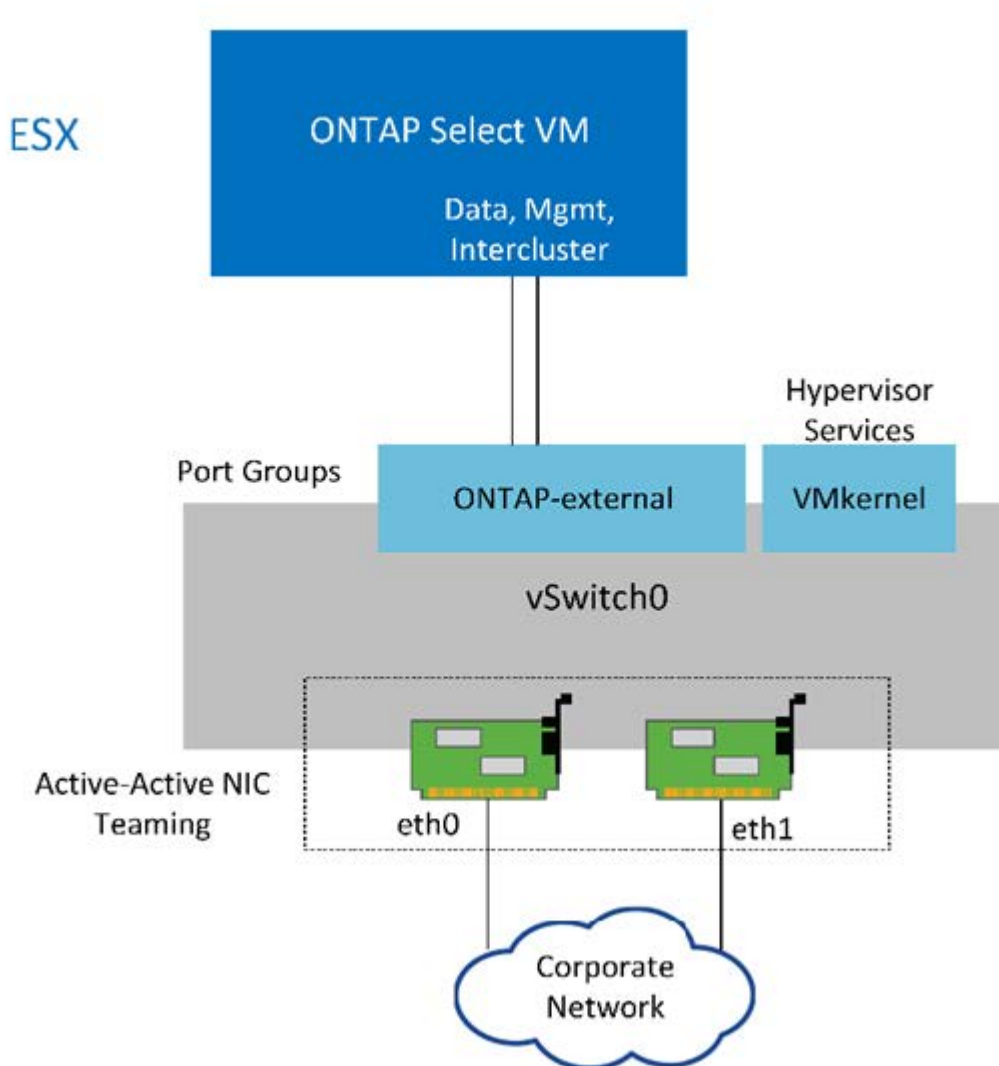 ESX
ONTAP Select VM
Data, Mgmt,
Intercluster
Hypervisor
Services
Port Groups
ONTAP-external
VMkernel
vSwitch0
Active-Active NIC
Teaming
eth0
eth1
Corporate
Network